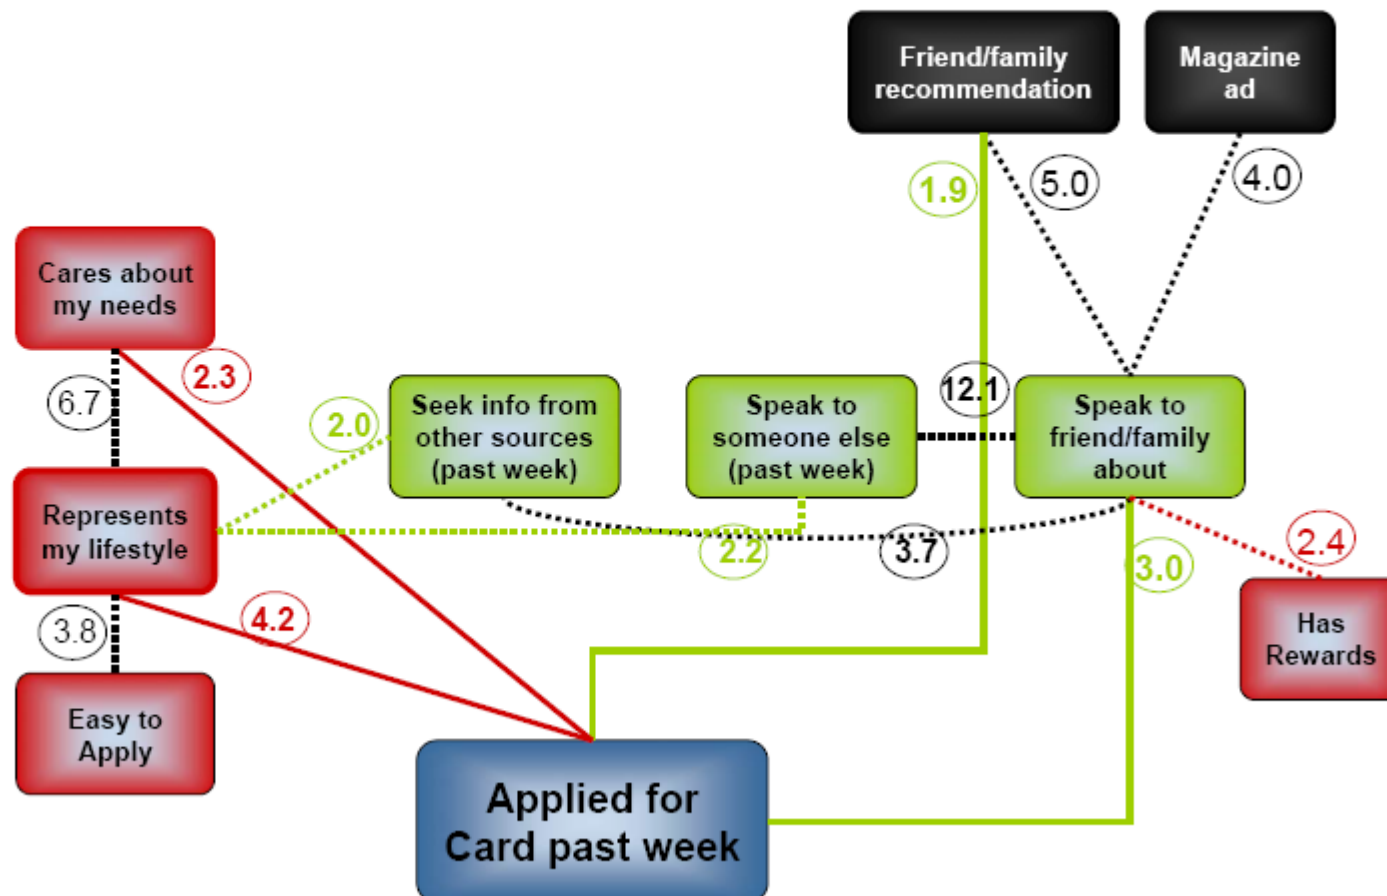 Friend/family
recommendation
Magazine
ad
1.9
5.0
4.0
Cares about
my needs
2.3
6.7
2.0
Seek info from
other sources
(past week)
Speak to
someone else
(past week)
12.1
Speak to
friend/family
about
Represents
my lifestyle
2.2
3.7
3.0
2.4
4.2
3.8
Has
Rewards
Easy to
Apply
Applied for
Card past week